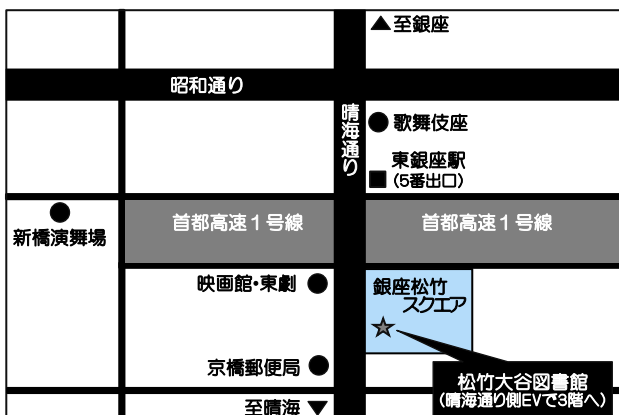 ▲至銀座
昭和通り
晴海通り
歌舞伎座
東銀座駅
(5番出口)
新橋演舞場
首都高速1号線
首都高速1号線
映画館・東劇
銀座松竹
スクエア
京橋郵便局
松竹大谷図書館
(晴海通り側EVで3階へ)
至晴海▼